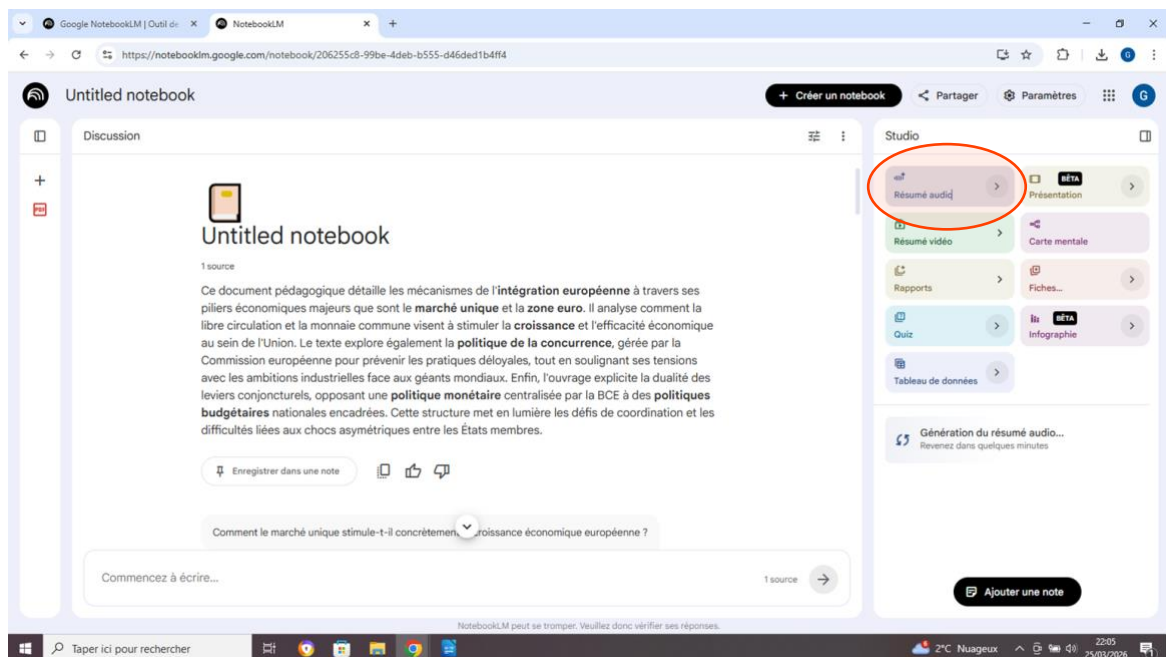 Google NotebookLM | Outil de
NotebookLM
https://notebooklm.google.com/notebook/206255c8-99be-4deb-b555-d46ded1b4ff4
G
Untitled notebook
+ Créer un notebook
Partager
Paramètres
G
Discussion
Studio
PDF
Untitled notebook
1 source
Ce document pédagogique détaille les mécanismes de l'intégration européenne à travers ses
piliers économiques majeurs que sont le marché unique et la zone euro. Il analyse comment la
libre circulation et la monnaie commune visent à stimuler la croissance et l'efficacité économique
au sein de l'Union. Le texte explore également la politique de la concurrence, gérée par la
Commission européenne pour prévenir les pratiques déloyales, tout en soulignant ses tensions
avec les ambitions industrielles face aux géants mondiaux. Enfin, l'ouvrage explicite la dualité des
leviers conjoncturels, opposant une politique monétaire centralisée par la BCE à des politiques
budgétaires nationales encadrées. Cette structure met en lumière les défis de coordination et les
difficultés liées aux chocs asymétriques entre les États membres.
Enregistrer dans une note
Comment le marché unique stimule-t-il concrètemen croissance économique européenne ?
Commencez à écrire...
1 source
NotebookLM peut se tromper. Veuillez donc vérifier ses réponses.
Résumé audio
BÊTA
Présentation
Résumé vidéo
Carte mentale
Rapports
Fiches...
Quiz
BÊTA
Infographie
Tableau de données
Génération du résumé audio...
Revenez dans quelques minutes
Ajouter une note
Taper ici pour rechercher
2°C Nuageux
22:05
25/03/2026